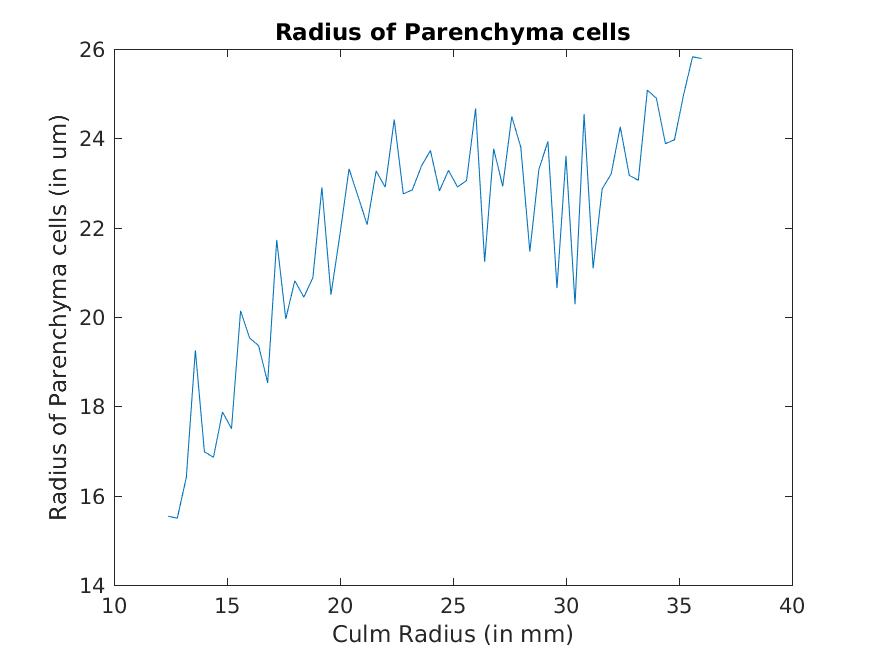 Radius of Parenchyma cells
26
24
22
20
18
16
14
Radius of Parenchyma cells (in um)
10 15 20 25 30 35 40
Culm Radius (in mm)